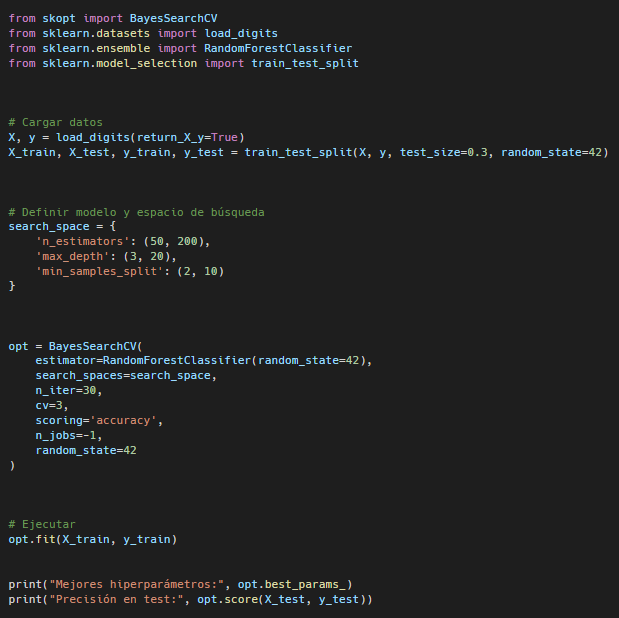 from skopt import BayesSearchCV
from sklearn.datasets import load_digits
from sklearn.ensemble import RandomForestClassifier
from sklearn.model_selection import train_test_split
# Cargar datos
X, y = load_digits(return_X_y=True)
X_train, X_test, y_train, y_test = train_test_split(X, y, test_size=0.3, random_state=42)
# Definir modelo y espacio de búsqueda
search_space = {
    'n_estimators': (50, 200),
    'max_depth': (3, 20),
    'min_samples_split': (2, 10)
}
opt = BayesSearchCV(
    estimator=RandomForestClassifier(random_state=42),
    search_spaces=search_space,
    n_iter=30,
    cv=3,
    scoring='accuracy',
    n_jobs=-1,
    random_state=42
)
# Ejecutar
opt.fit(X_train, y_train)
print("Mejores hiperparámetros:", opt.best_params_)
print("Precisión en test:", opt.score(X_test, y_test))